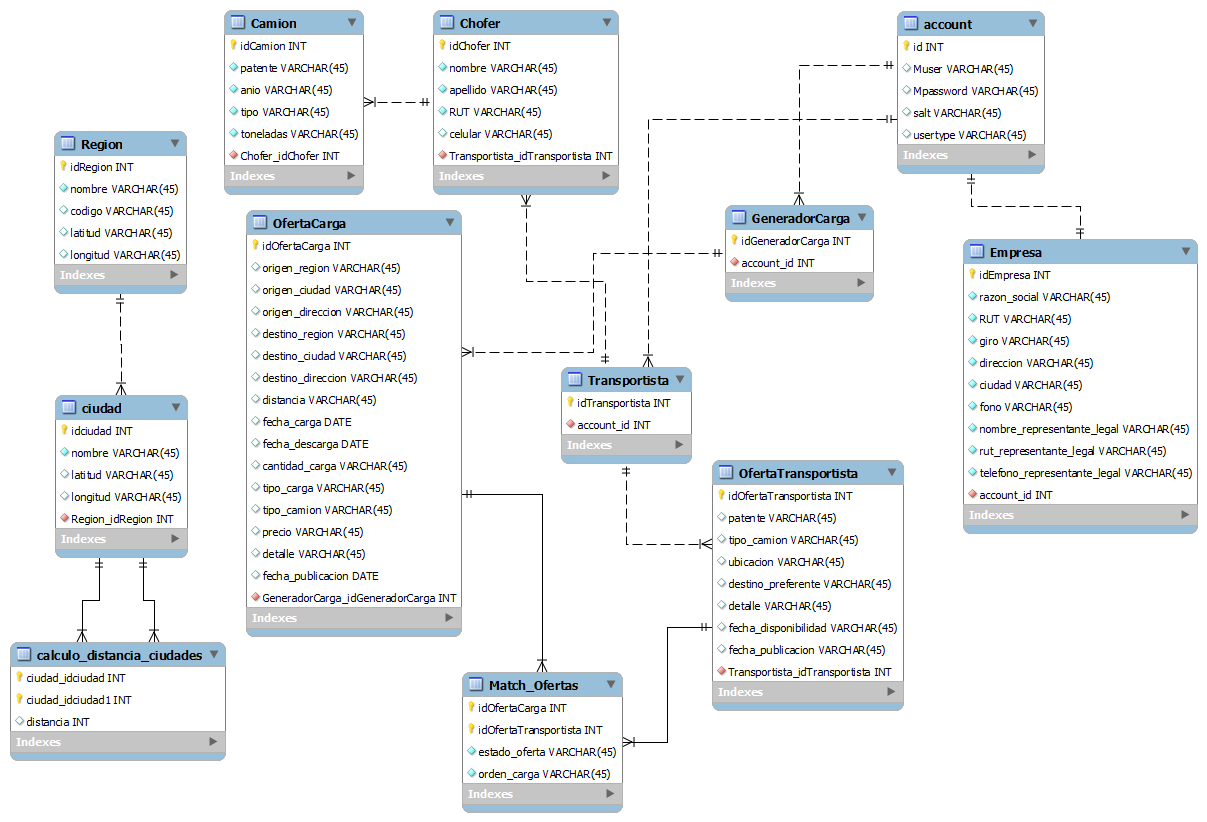 Camion
idCamion INT
patente VARCHAR(45)
anio VARCHAR(45)
tipo VARCHAR(45)
toneladas VARCHAR(45)
Chofer_idChofer INT
Indexes
Chofer
idChofer INT
nombre VARCHAR(45)
apellido VARCHAR(45)
RUT VARCHAR(45)
celular VARCHAR(45)
Transportista_idTransportista INT
Indexes
account
id INT
Muser VARCHAR(45)
Mpassword VARCHAR(45)
salt VARCHAR(45)
usertype VARCHAR(45)
Indexes
Region
idRegion INT
nombre VARCHAR(45)
codigo VARCHAR(45)
latitud VARCHAR(45)
longitud VARCHAR(45)
Indexes
OfertaCarga
idOfertaCarga INT
origen_region VARCHAR(45)
origen_ciudad VARCHAR(45)
origen_direccion VARCHAR(45)
destino_region VARCHAR(45)
destino_ciudad VARCHAR(45)
destino_direccion VARCHAR(45)
distancia VARCHAR(45)
fecha_carga DATE
fecha_descarga DATE
cantidad_carga VARCHAR(45)
tipo_carga VARCHAR(45)
tipo_camion VARCHAR(45)
precio VARCHAR(45)
detalle VARCHAR(45)
fecha_publicacion DATE
GeneradorCarga_idGeneradorCarga INT
Indexes
GeneradorCarga
idGeneradorCarga INT
account_id INT
Indexes
Empresa
idEmpresa INT
razon_social VARCHAR(45)
RUT VARCHAR(45)
giro VARCHAR(45)
direccion VARCHAR(45)
ciudad VARCHAR(45)
fono VARCHAR(45)
nombre_representante_legal VARCHAR(45)
rut_representante_legal VARCHAR(45)
telefono_representante_legal VARCHAR(45)
account_id INT
Indexes
Transportista
idTransportista INT
account_id INT
Indexes
ciudad
idciudad INT
nombre VARCHAR(45)
latitud VARCHAR(45)
longitud VARCHAR(45)
Region_idRegion INT
Indexes
OfertaTransportista
idOfertaTransportista INT
patente VARCHAR(45)
tipo_camion VARCHAR(45)
ubicacion VARCHAR(45)
destino_preferente VARCHAR(45)
detalle VARCHAR(45)
fecha_disponibilidad VARCHAR(45)
fecha_publicacion VARCHAR(45)
Transportista_idTransportista INT
Indexes
calculo_distancia_ciudades
ciudad_idciudad INT
ciudad_idciudad1 INT
distancia INT
Indexes
Match_Ofertas
idOfertaCarga INT
idOfertaTransportista INT
estado_oferta VARCHAR(45)
orden_carga VARCHAR(45)
Indexes